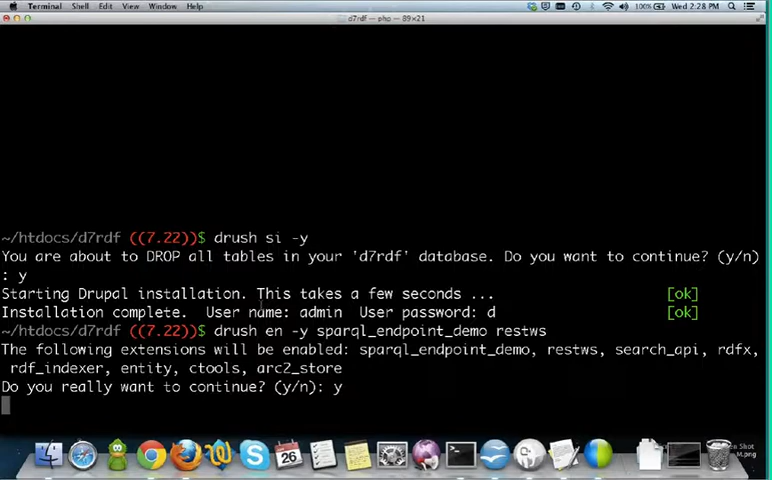 Terminal Shell Edit View Window Help 100% Wed 2:28 PM
d7rdf — php — 89×21
~/htdocs/d7rdf ((7.22))$ drush si -y
You are about to DROP all tables in your 'd7rdf' database. Do you want to continue? (y/n)
: y
Starting Drupal installation. This takes a few seconds ... [ok]
Installation complete. User name: admin User password: d [ok]
~/htdocs/d7rdf ((7.22))$ drush en -y sparql_endpoint_demo restws
The following extensions will be enabled: sparql_endpoint_demo, restws, search_api, rdfx,
rdf_indexer, entity, ctools, arc2_store
Do you really want to continue? (y/n): y
26
Shot
M.png